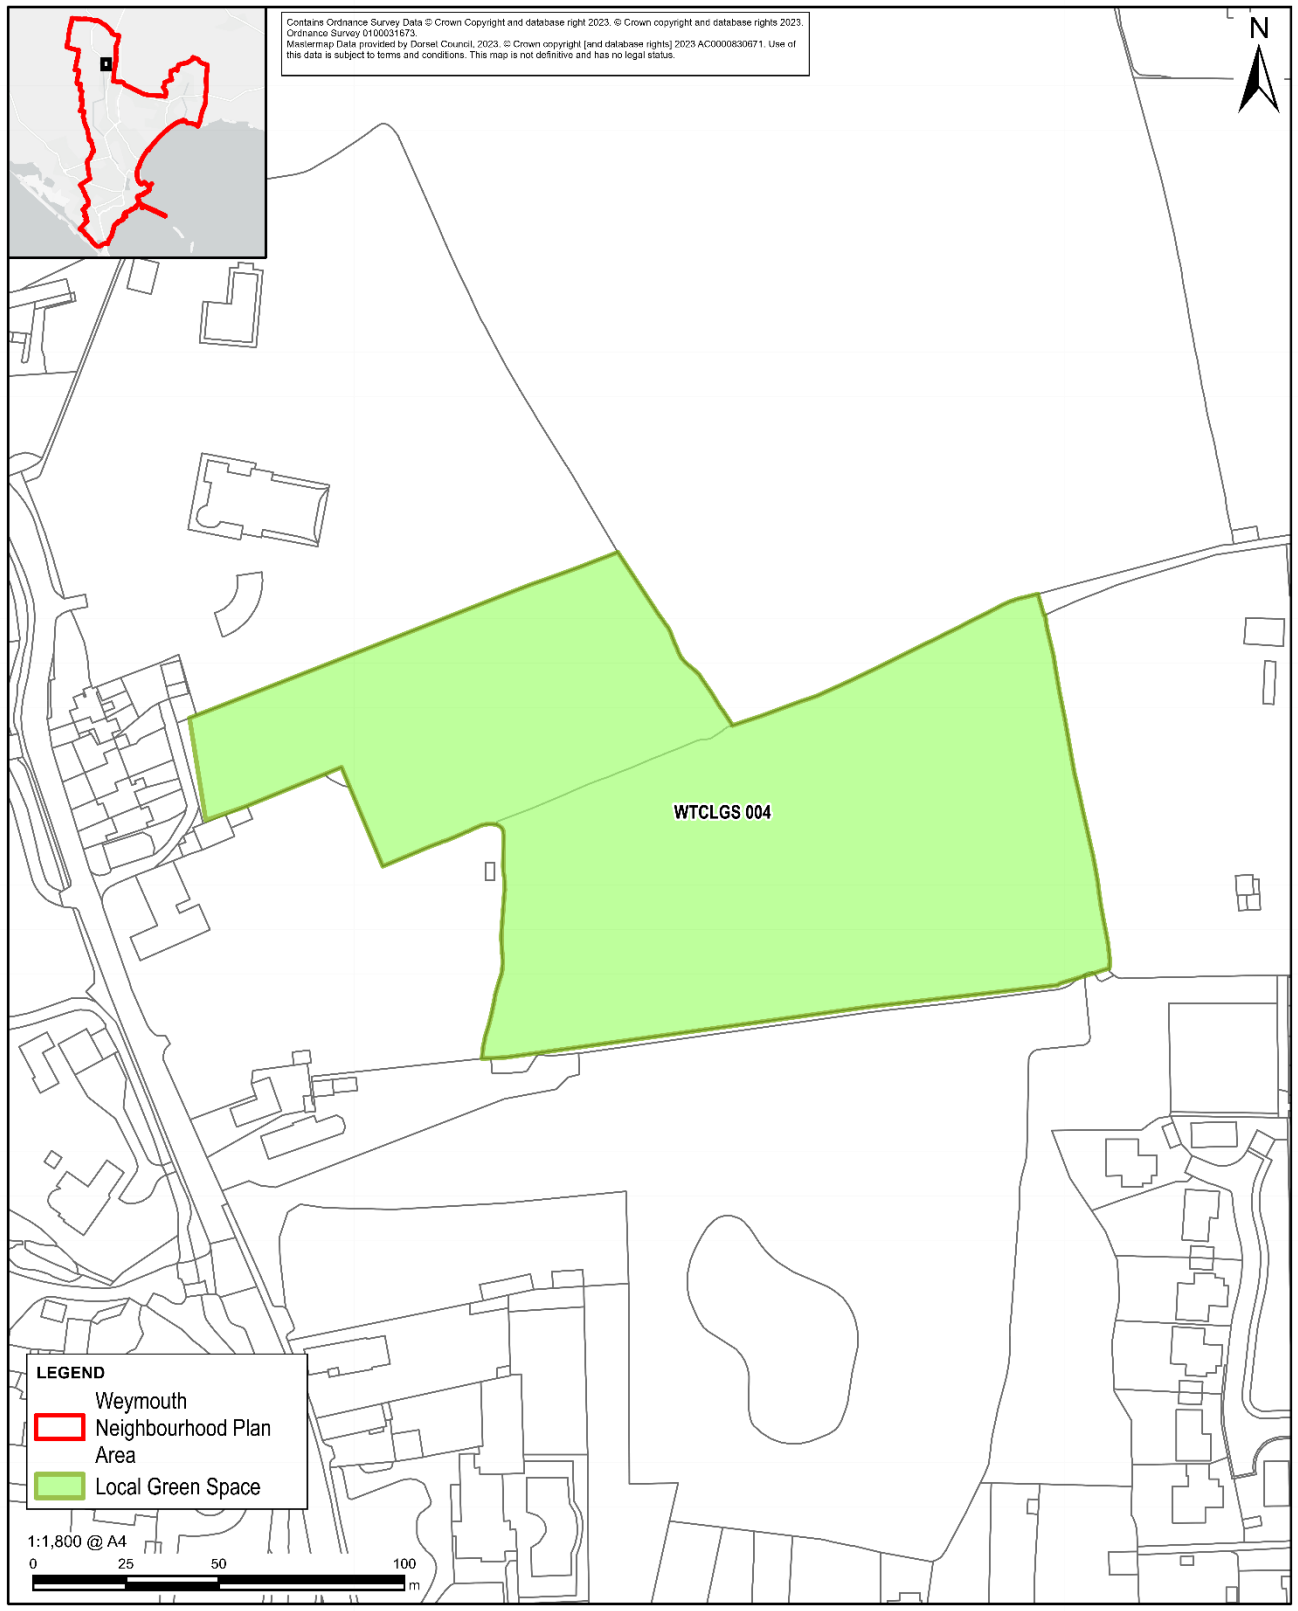 Contains Ordnance Survey Data © Crown Copyright and database right 2023. © Crown copyright and database rights 2023.
Ordnance Survey 0100031673.
Mastermap Data provided by Dorset Council, 2023. © Crown copyright [and database rights] 2023 AC0000830671. Use of
this data is subject to terms and conditions. This map is not definitive and has no legal status.
N
WTCLGS 004
LEGEND
Weymouth
Neighbourhood Plan
Area
Local Green Space
1:1,800 @ A4
0 25 50 100
m